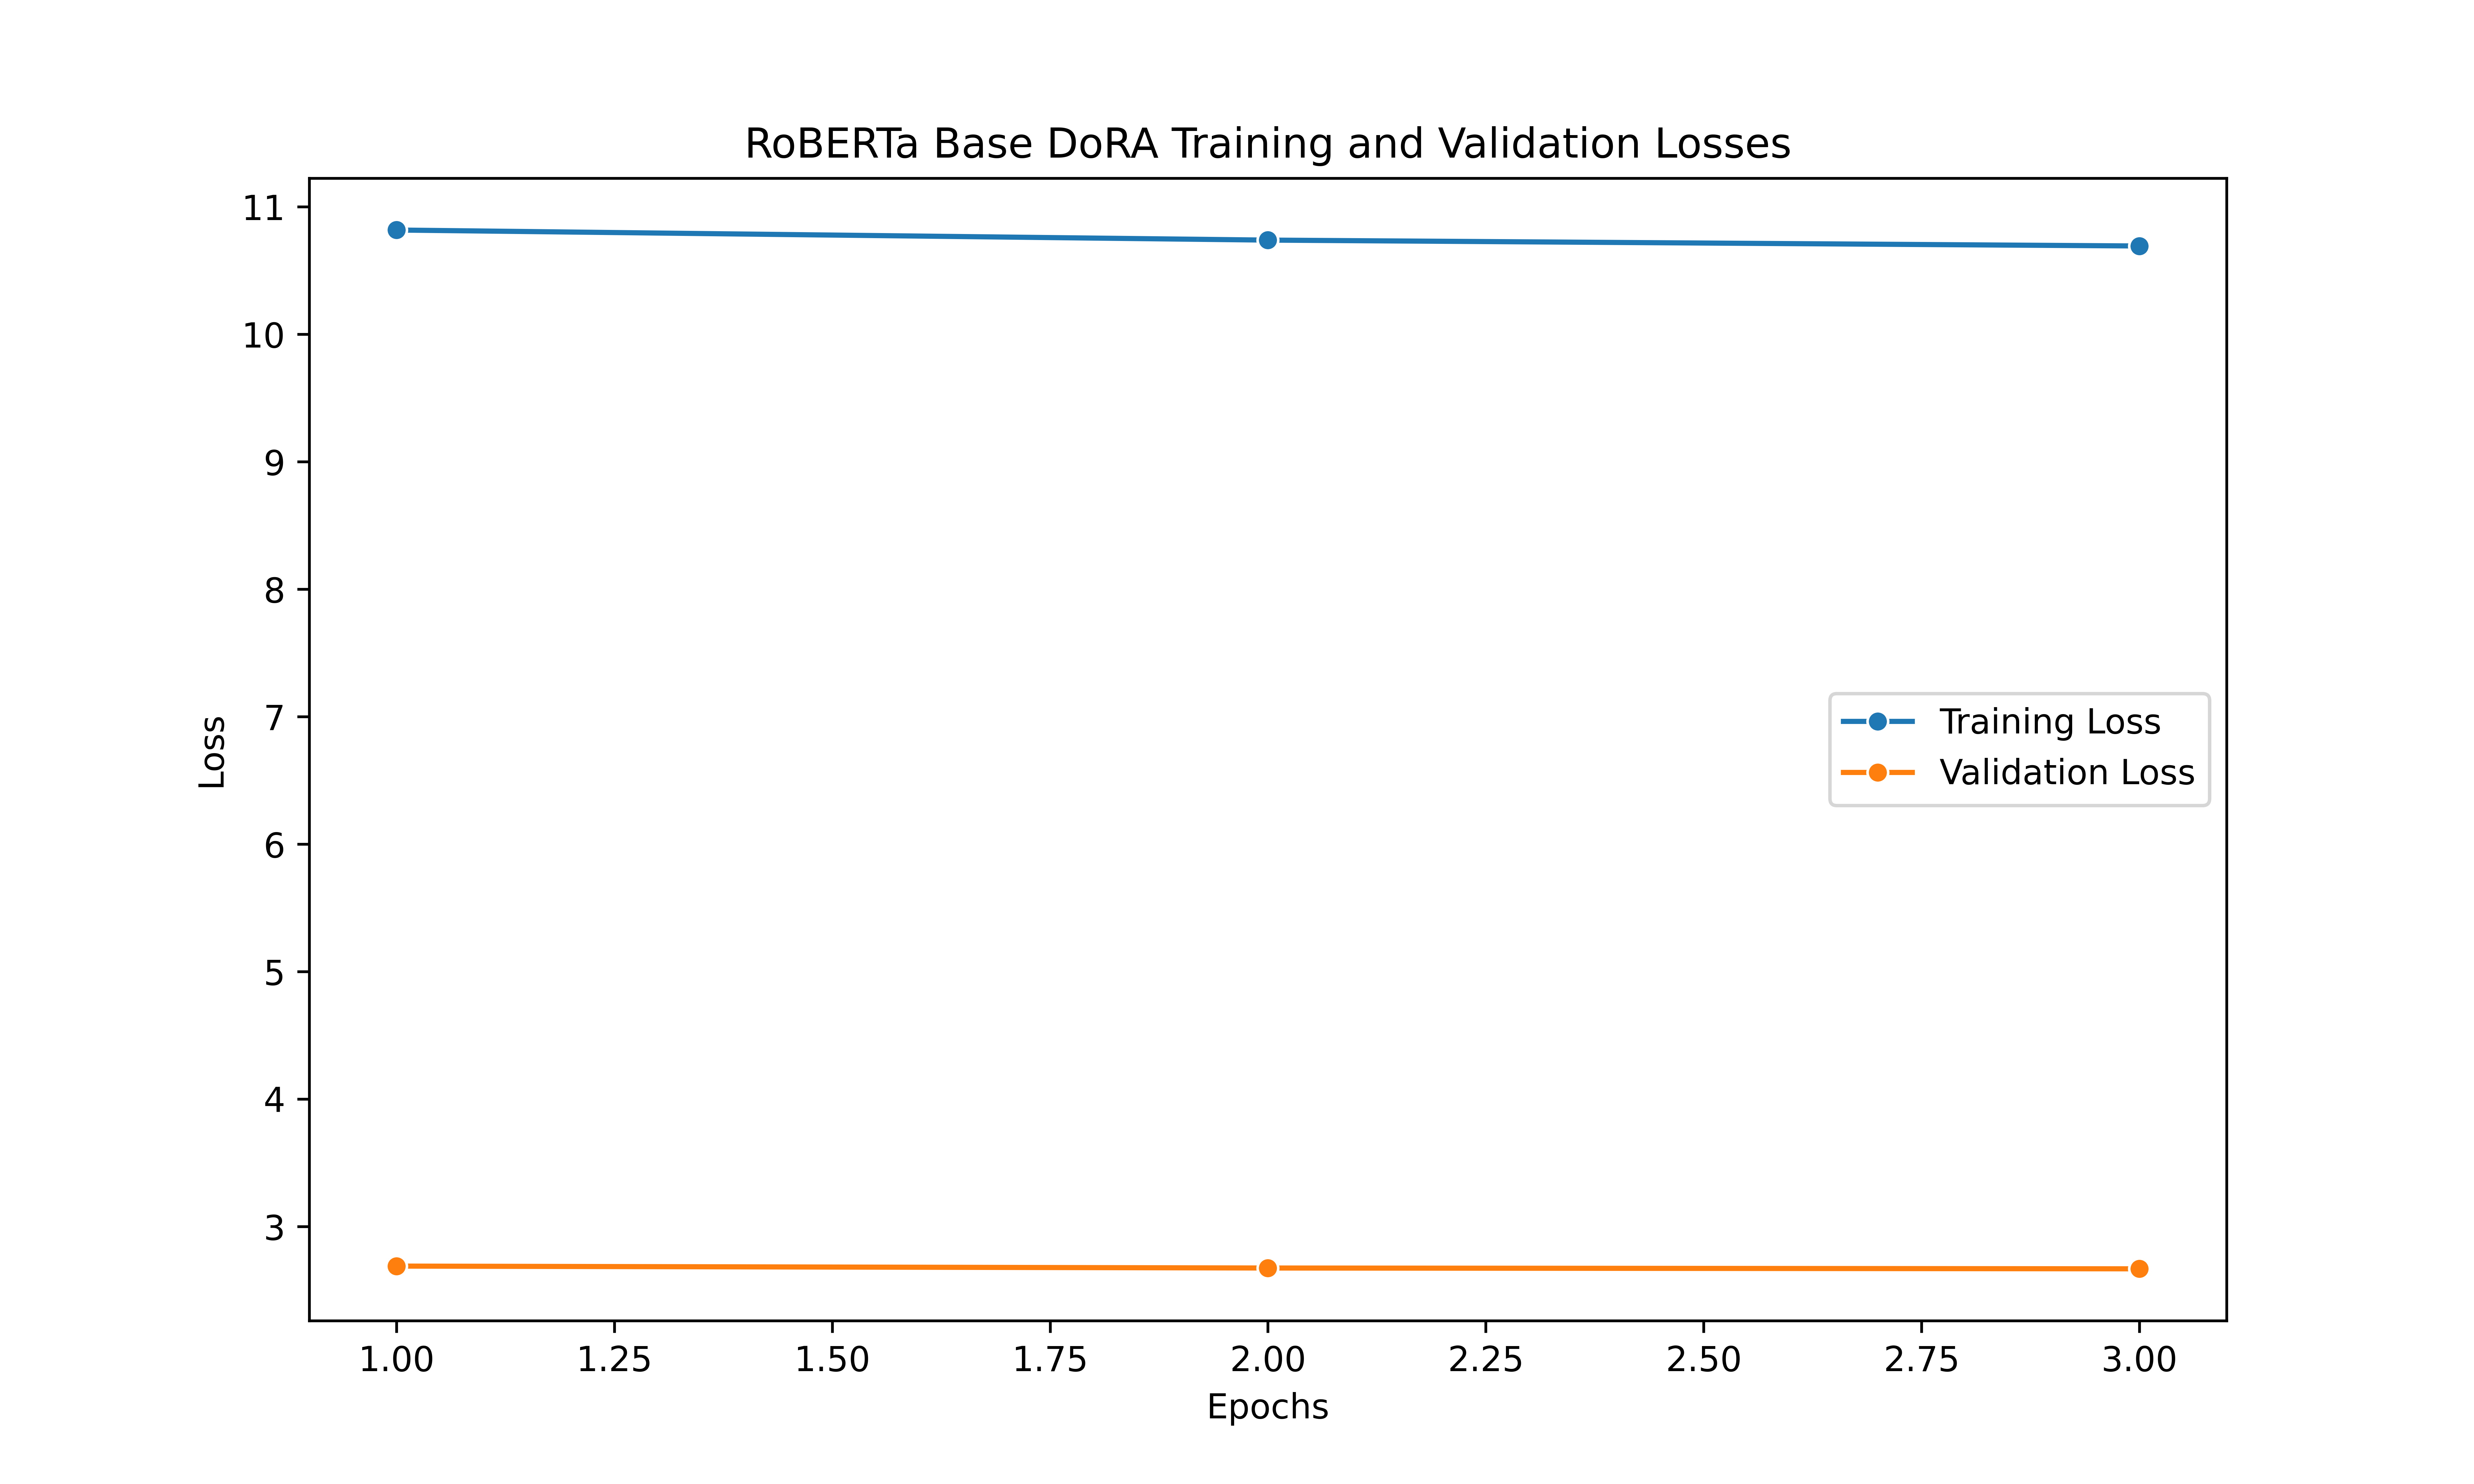 RoBERTa Base DoRA Training and Validation Losses
11
10
9
8
7
6
5
4
3
Loss
Training Loss
Validation Loss
1.00 1.25 1.50 1.75 2.00 2.25 2.50 2.75 3.00
Epochs